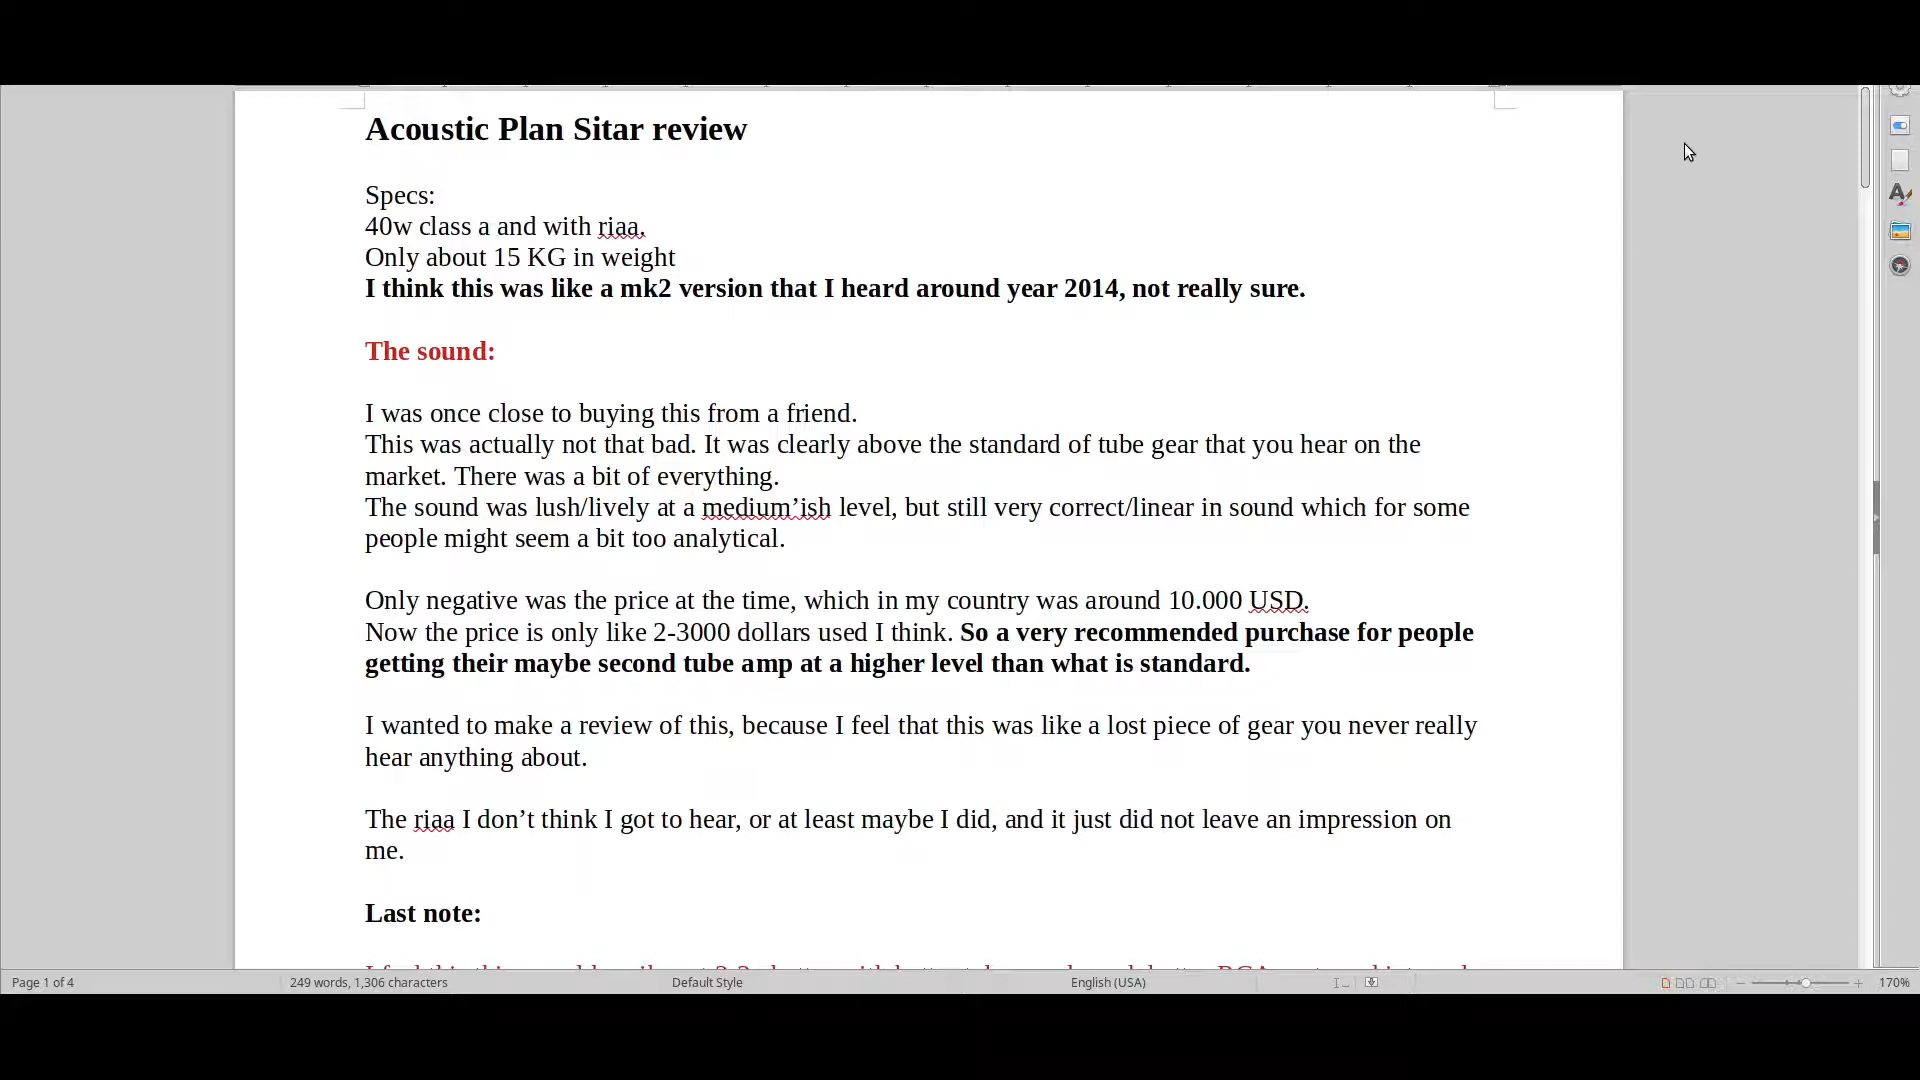 Acoustic Plan Sitar review
Specs:
40w class a and with riaa.
Only about 15 KG in weight
I think this was like a mk2 version that I heard around year 2014, not really sure.
The sound:
I was once close to buying this from a friend.
This was actually not that bad. It was clearly above the standard of tube gear that you hear on the
market. There was a bit of everything.
The sound was lush/lively at a medium’ish level, but still very correct/linear in sound which for some
people might seem a bit too analytical.
Only negative was the price at the time, which in my country was around 10.000 USD.
Now the price is only like 2-3000 dollars used I think. So a very recommended purchase for people
getting their maybe second tube amp at a higher level than what is standard.
I wanted to make a review of this, because I feel that this was like a lost piece of gear you never really
hear anything about.
The riaa I don’t think I got to hear, or at least maybe I did, and it just did not leave an impression on
me.
Last note:
Page 1 of 4
249 words, 1,306 characters
Default Style
English (USA)
170%